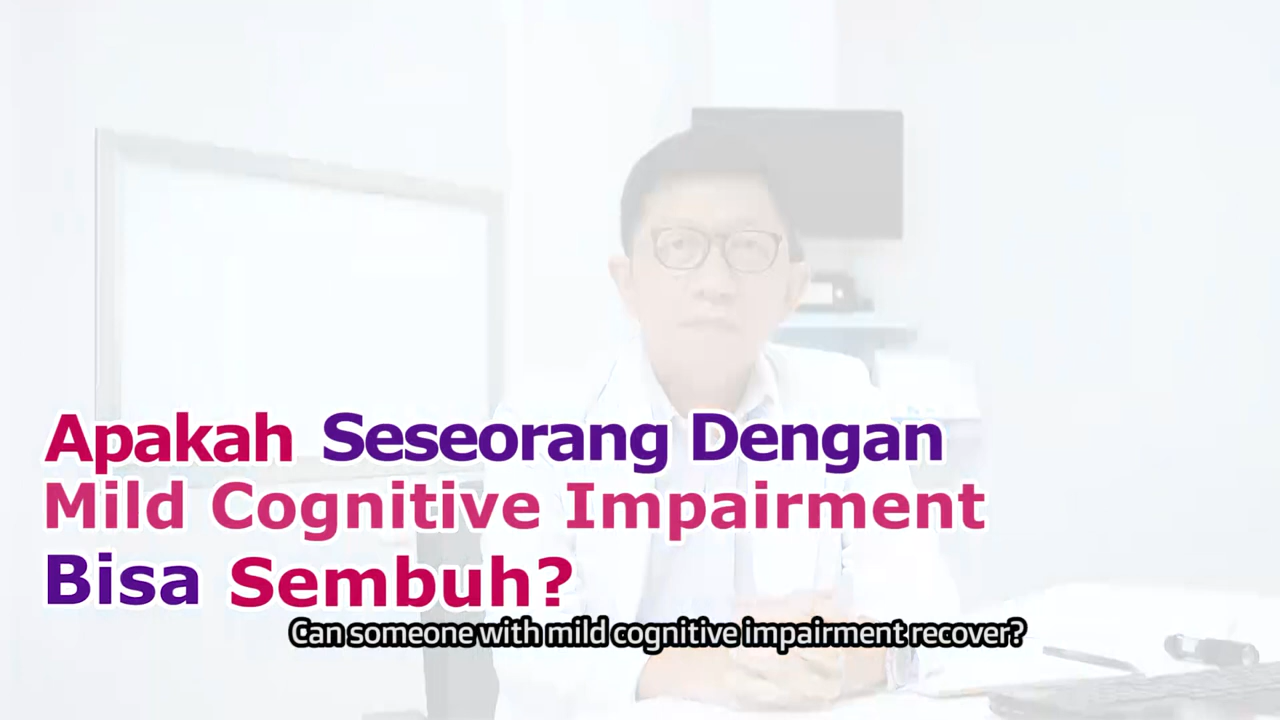 Apakah Seseorang Dengan
Mild Cognitive Impairment
Bisa Sembuh?
Can someone with mild cognitive impairment recover?